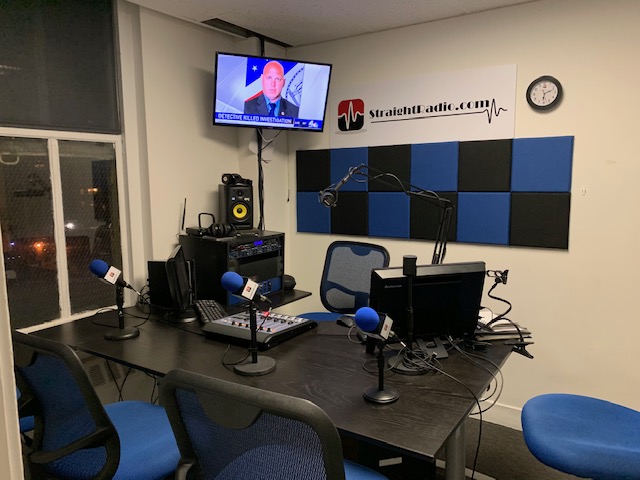 StraightRadio.com
DETECTIVE KILLED INVESTIGATION